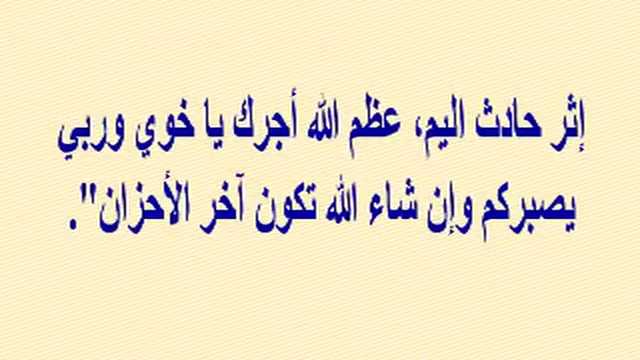 إثر حادث اليم، عظم الله أجرك يا خوي وربي
يصبركم وإن شاء الله تكون آخر الأحزان".